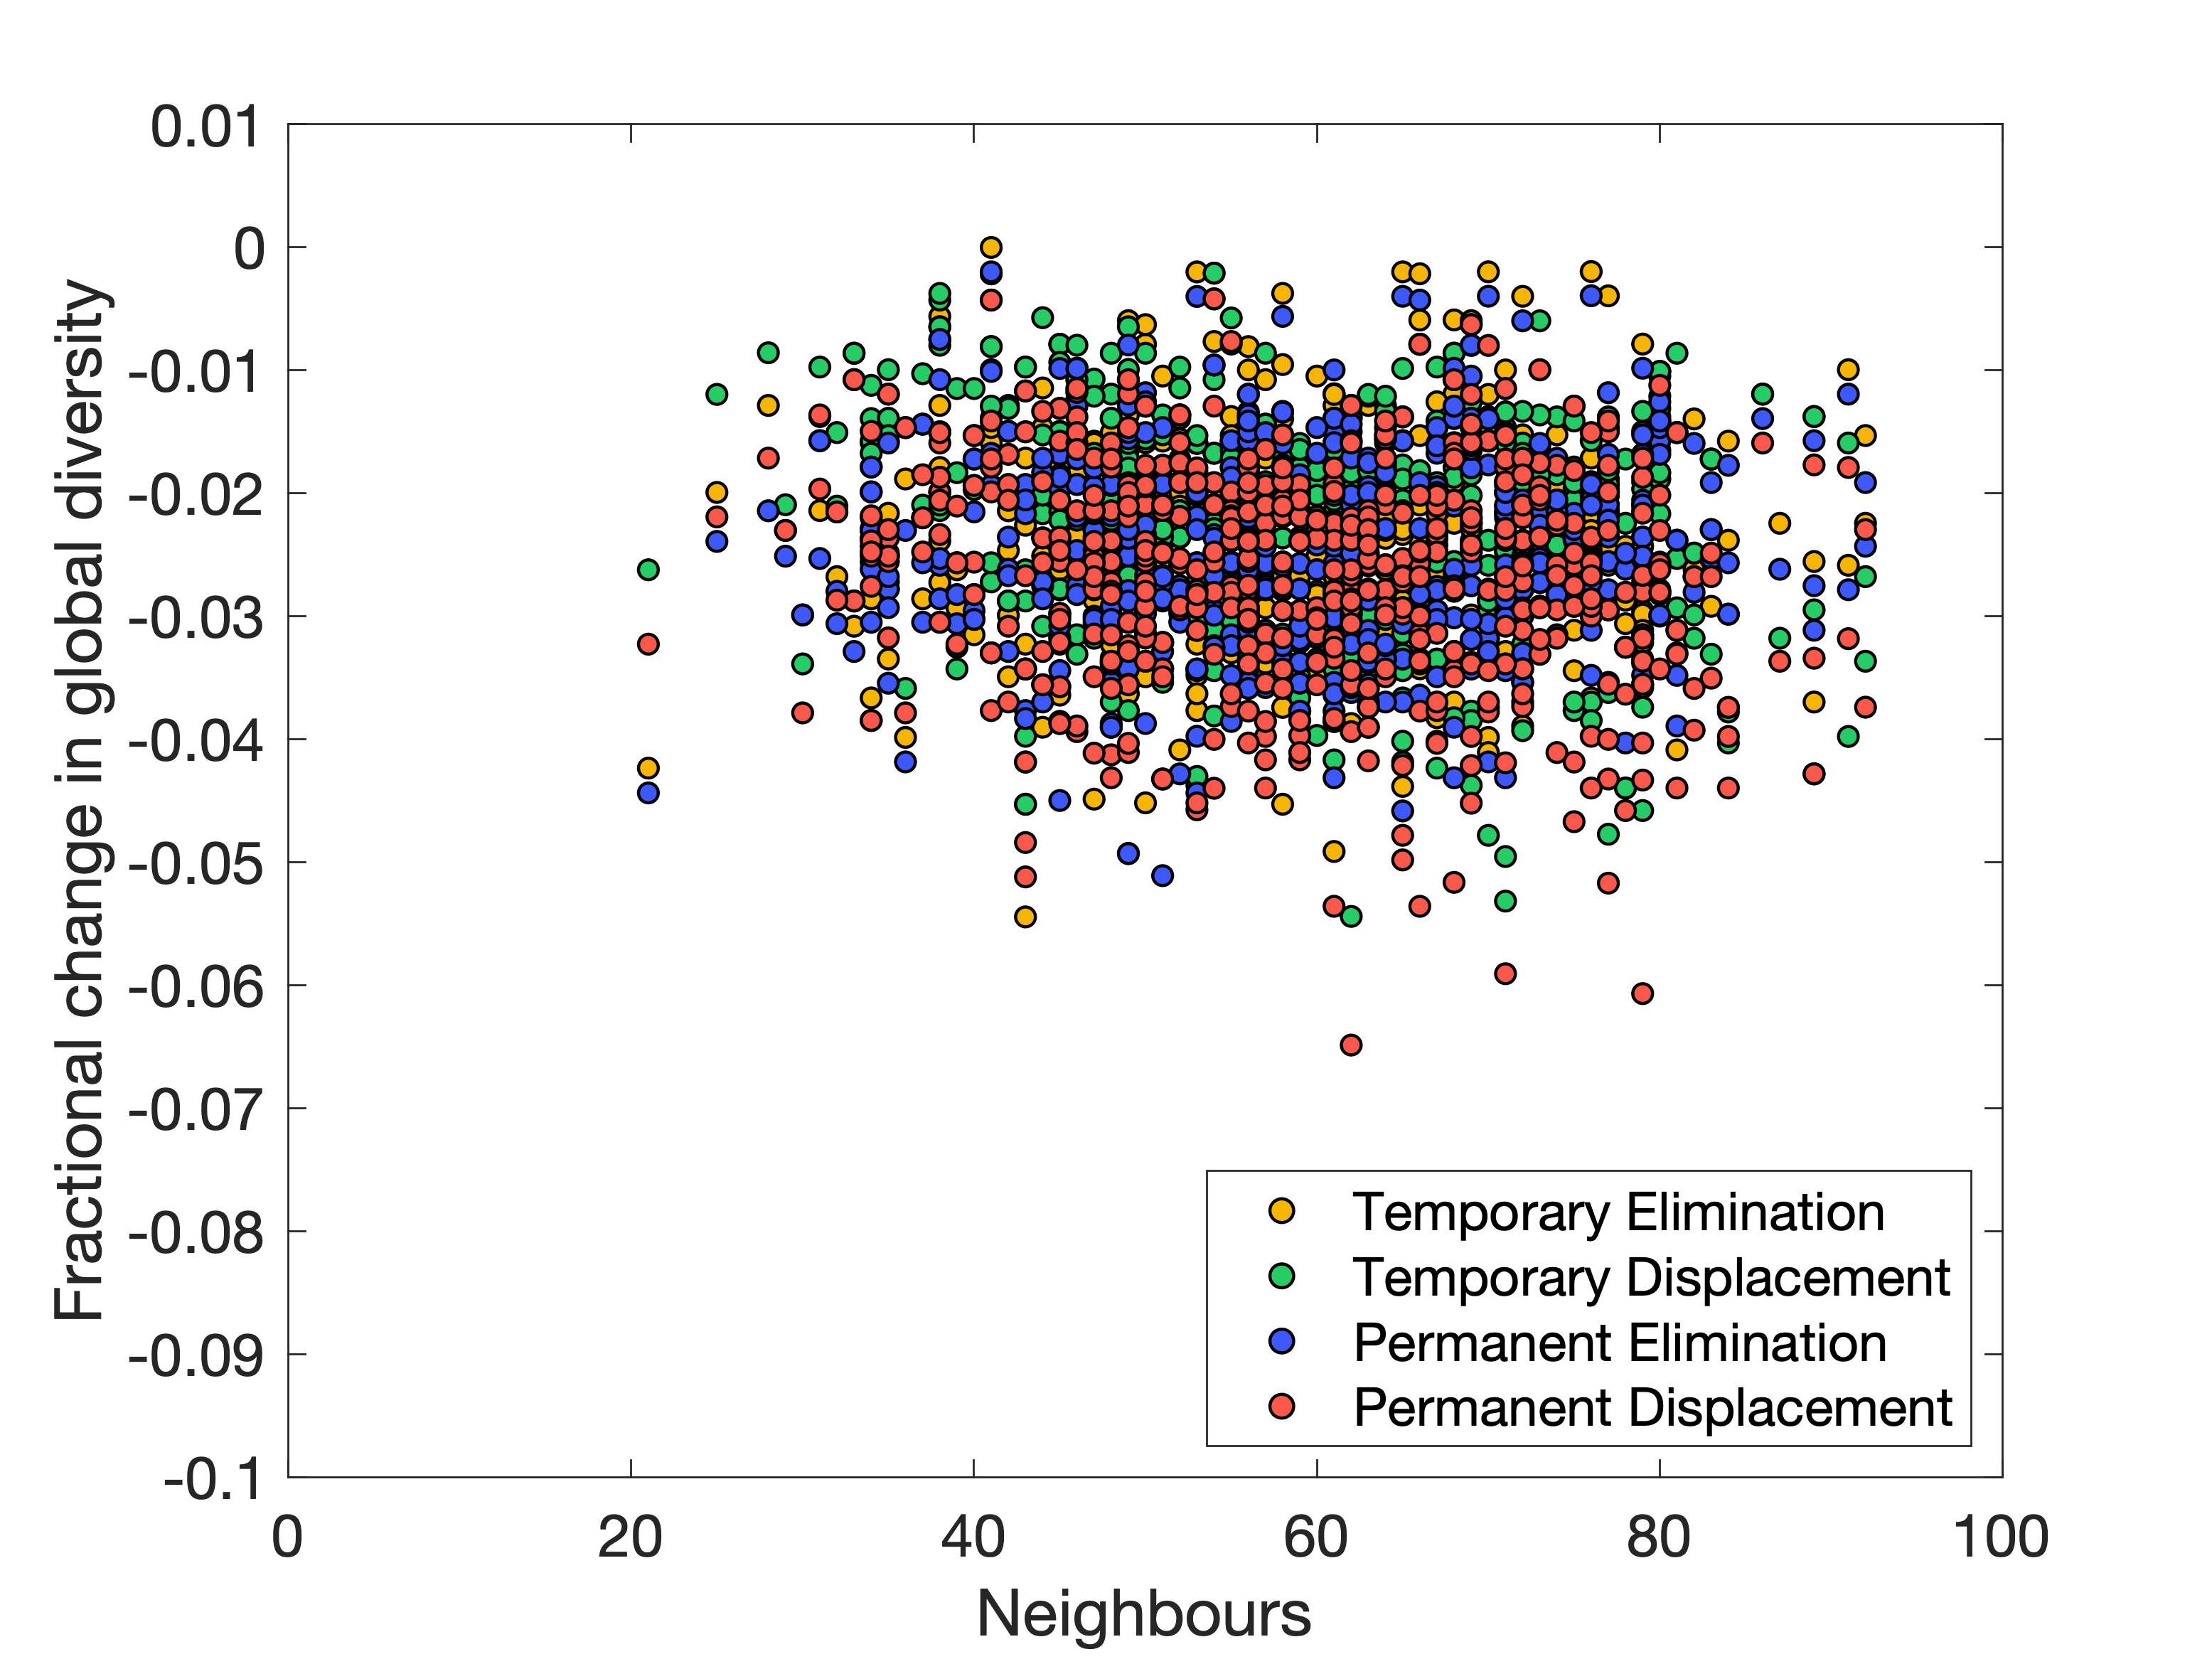 Fractional change in global diversity
0.01
0
-0.01
-0.02
-0.03
-0.04
-0.05
-0.06
-0.07
-0.08
-0.09
-0.1
Temporary Elimination
Temporary Displacement
Permanent Elimination
Permanent Displacement
0 20 40 60 80 100
Neighbours